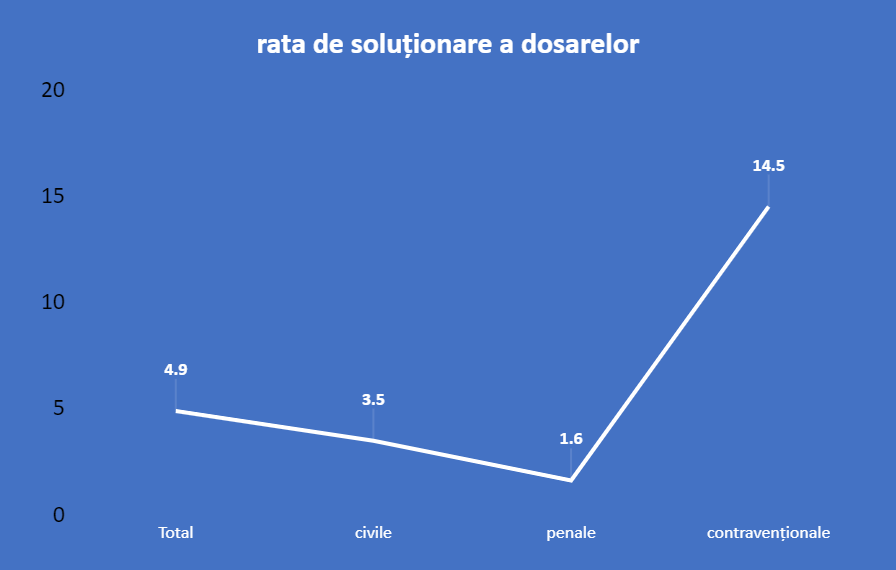 rata de soluționare a dosarelor
20
15
10
5
0
4.9
3.5
1.6
14.5
Total
civile
penale
contravenționale